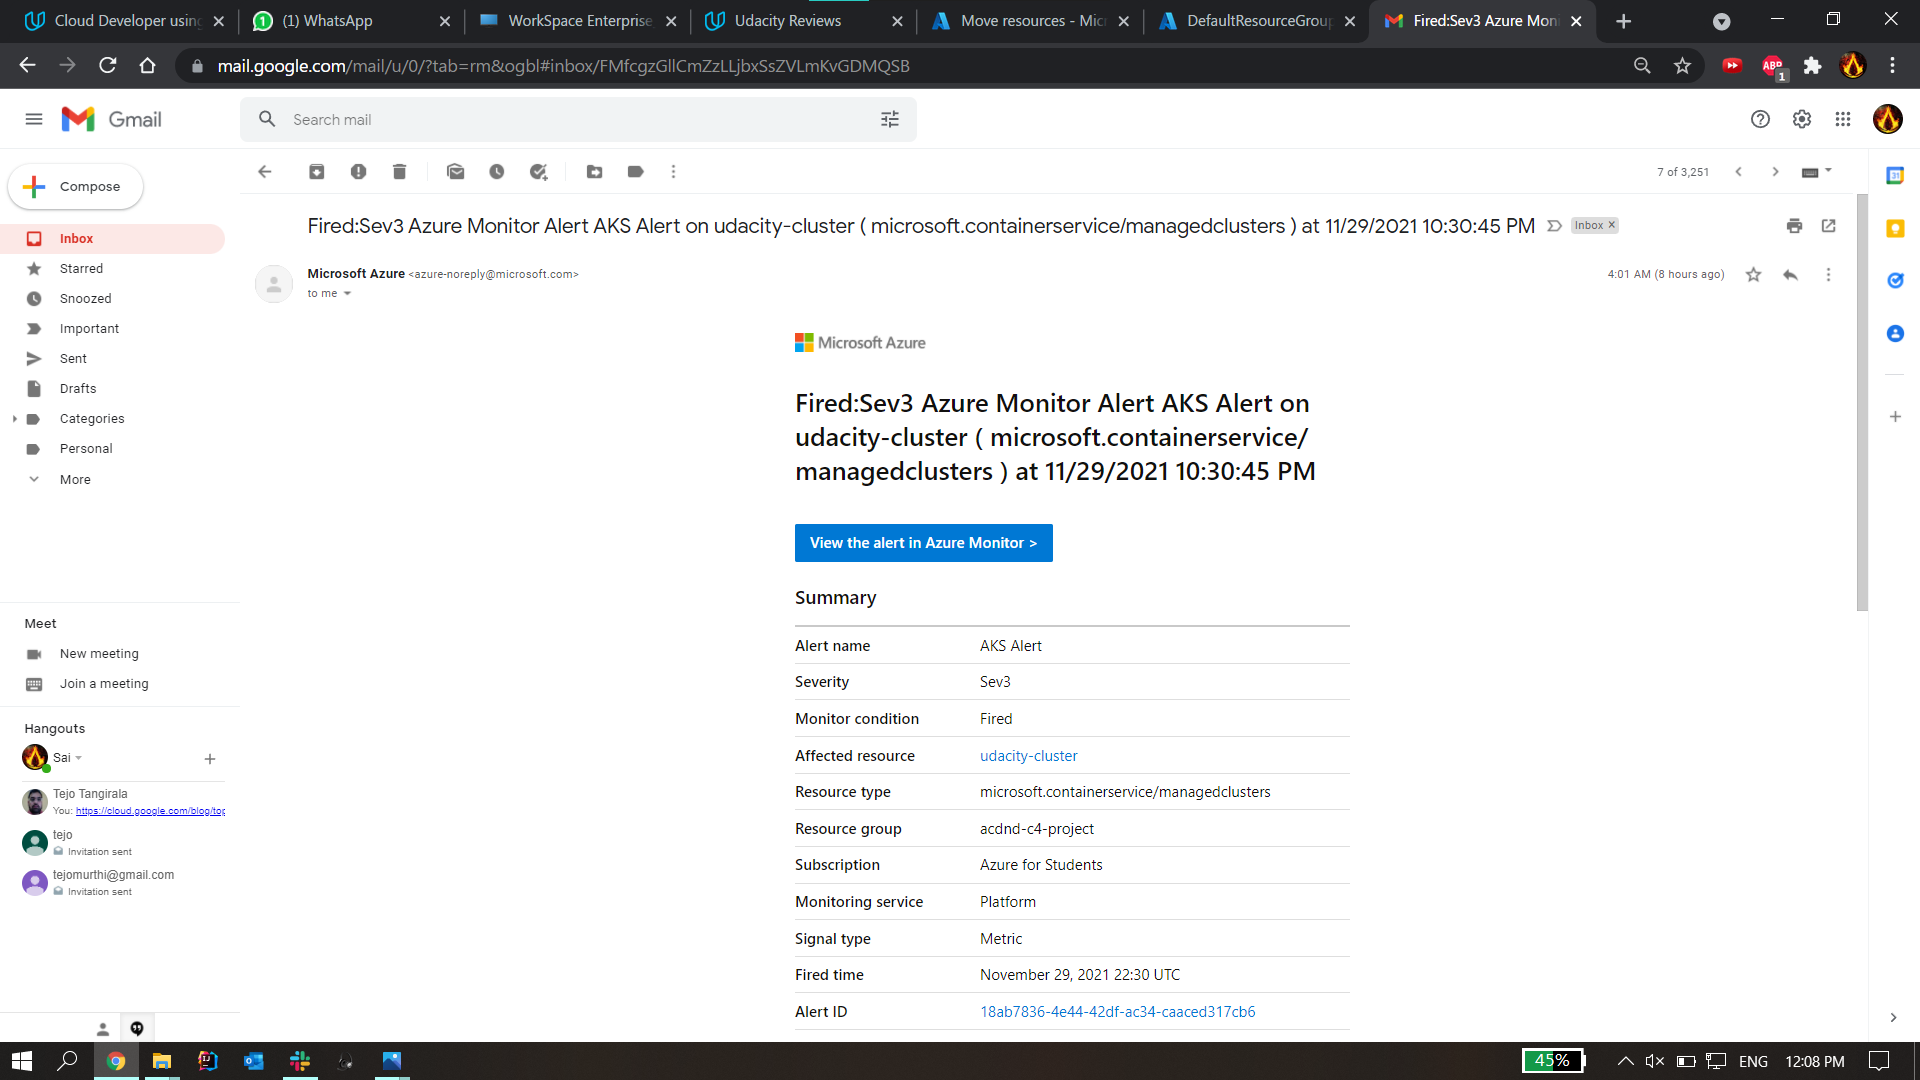 Cloud Developer using
(1) WhatsApp
WorkSpace Enterprise
Udacity Reviews
Move resources - Micr
DefaultResourceGroup
Fired:Sev3 Azure Moni
mail.google.com/mail/u/0/?tab=rm&ogbl#inbox/FMfcgzGllCmZzLLjbxSsZVLmKvGDMQSB
ABP
1
Gmail
Search mail
Compose
7 of 3,251
Inbox
Starred
Snoozed
Important
Sent
Drafts
Categories
Personal
More
Meet
New meeting
Join a meeting
Hangouts
Sai
Tejo Tangirala
You: https://cloud.google.com/blog/top
tejo
Invitation sent
tejomurthi@gmail.com
Invitation sent
Fired:Sev3 Azure Monitor Alert AKS Alert on udacity-cluster ( microsoft.containerservice/managedclusters ) at 11/29/2021 10:30:45 PM
Inbox
Microsoft Azure <azure-noreply@microsoft.com>
4:01 AM (8 hours ago)
to me
Microsoft Azure
Fired:Sev3 Azure Monitor Alert AKS Alert on
udacity-cluster ( microsoft.containerservice/
managedclusters ) at 11/29/2021 10:30:45 PM
View the alert in Azure Monitor >
Summary
Alert name AKS Alert
Severity Sev3
Monitor condition Fired
Affected resource udacity-cluster
Resource type microsoft.containerservice/managedclusters
Resource group acdnd-c4-project
Subscription Azure for Students
Monitoring service Platform
Signal type Metric
Fired time November 29, 2021 22:30 UTC
Alert ID 18ab7836-4e44-42df-ac34-caaced317cb6
31
45%
ENG
12:08 PM